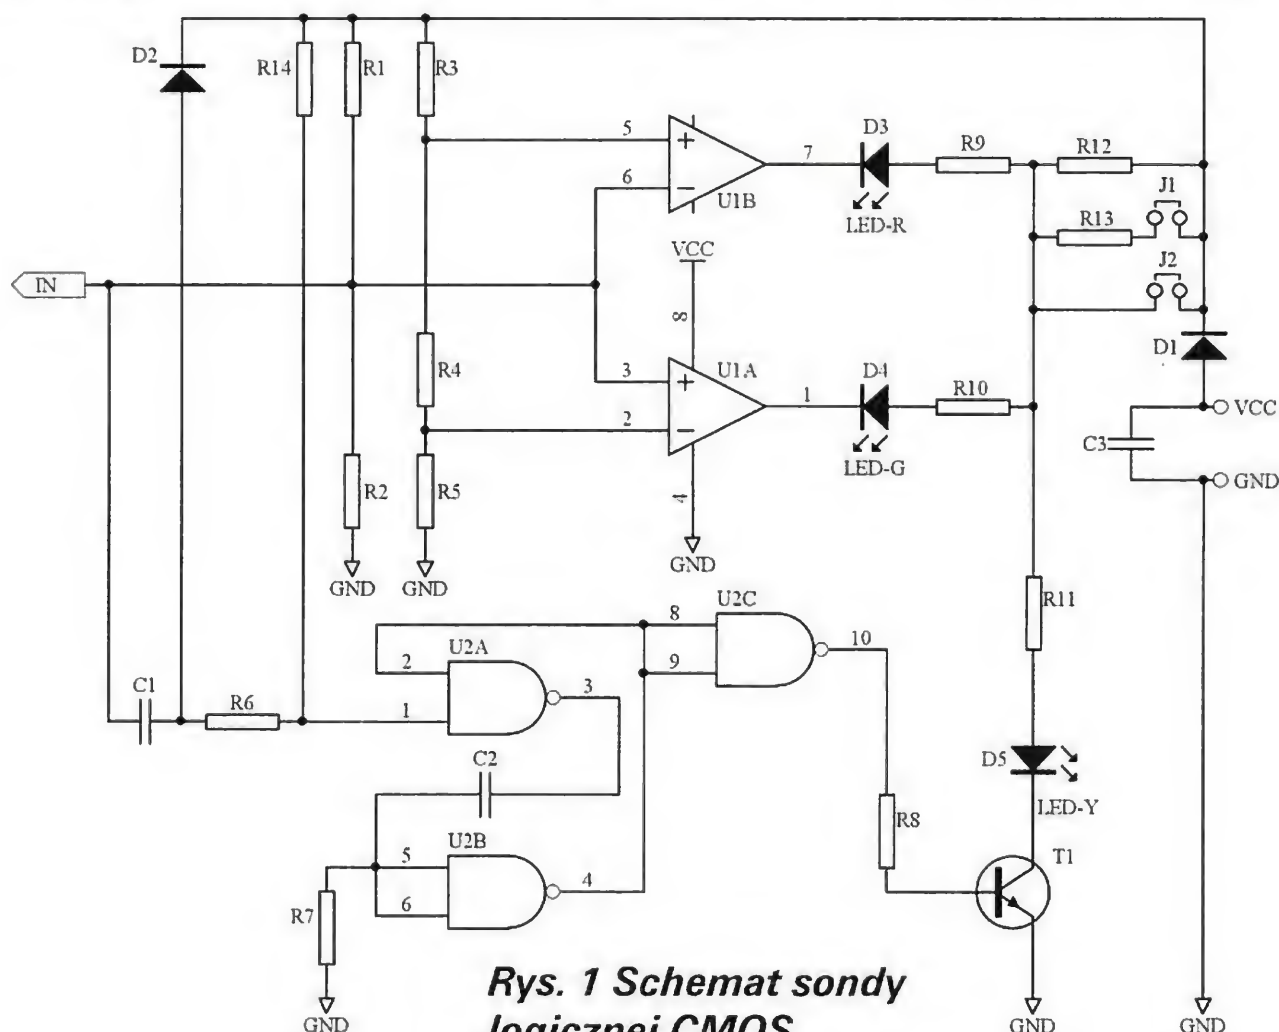 D2
R14
R1
R3
5
+
6
-
U1B
7
D3
LED-R
R9
R12
J1
R13
J2
IN
VCC
8
R4
3
+
U1A
2
-
1
D4
LED-G
R10
D1
VCC
C3
GND
R2
R5
4
GND
GND
GND
R11
U2C
8
9
10
U2A
2
1
3
C1
R6
C2
D5
LED-Y
R8
U2B
5
6
4
T1
R7
GND
GND
GND
Rys. 1 Schemat sondy
logicznej CMOS